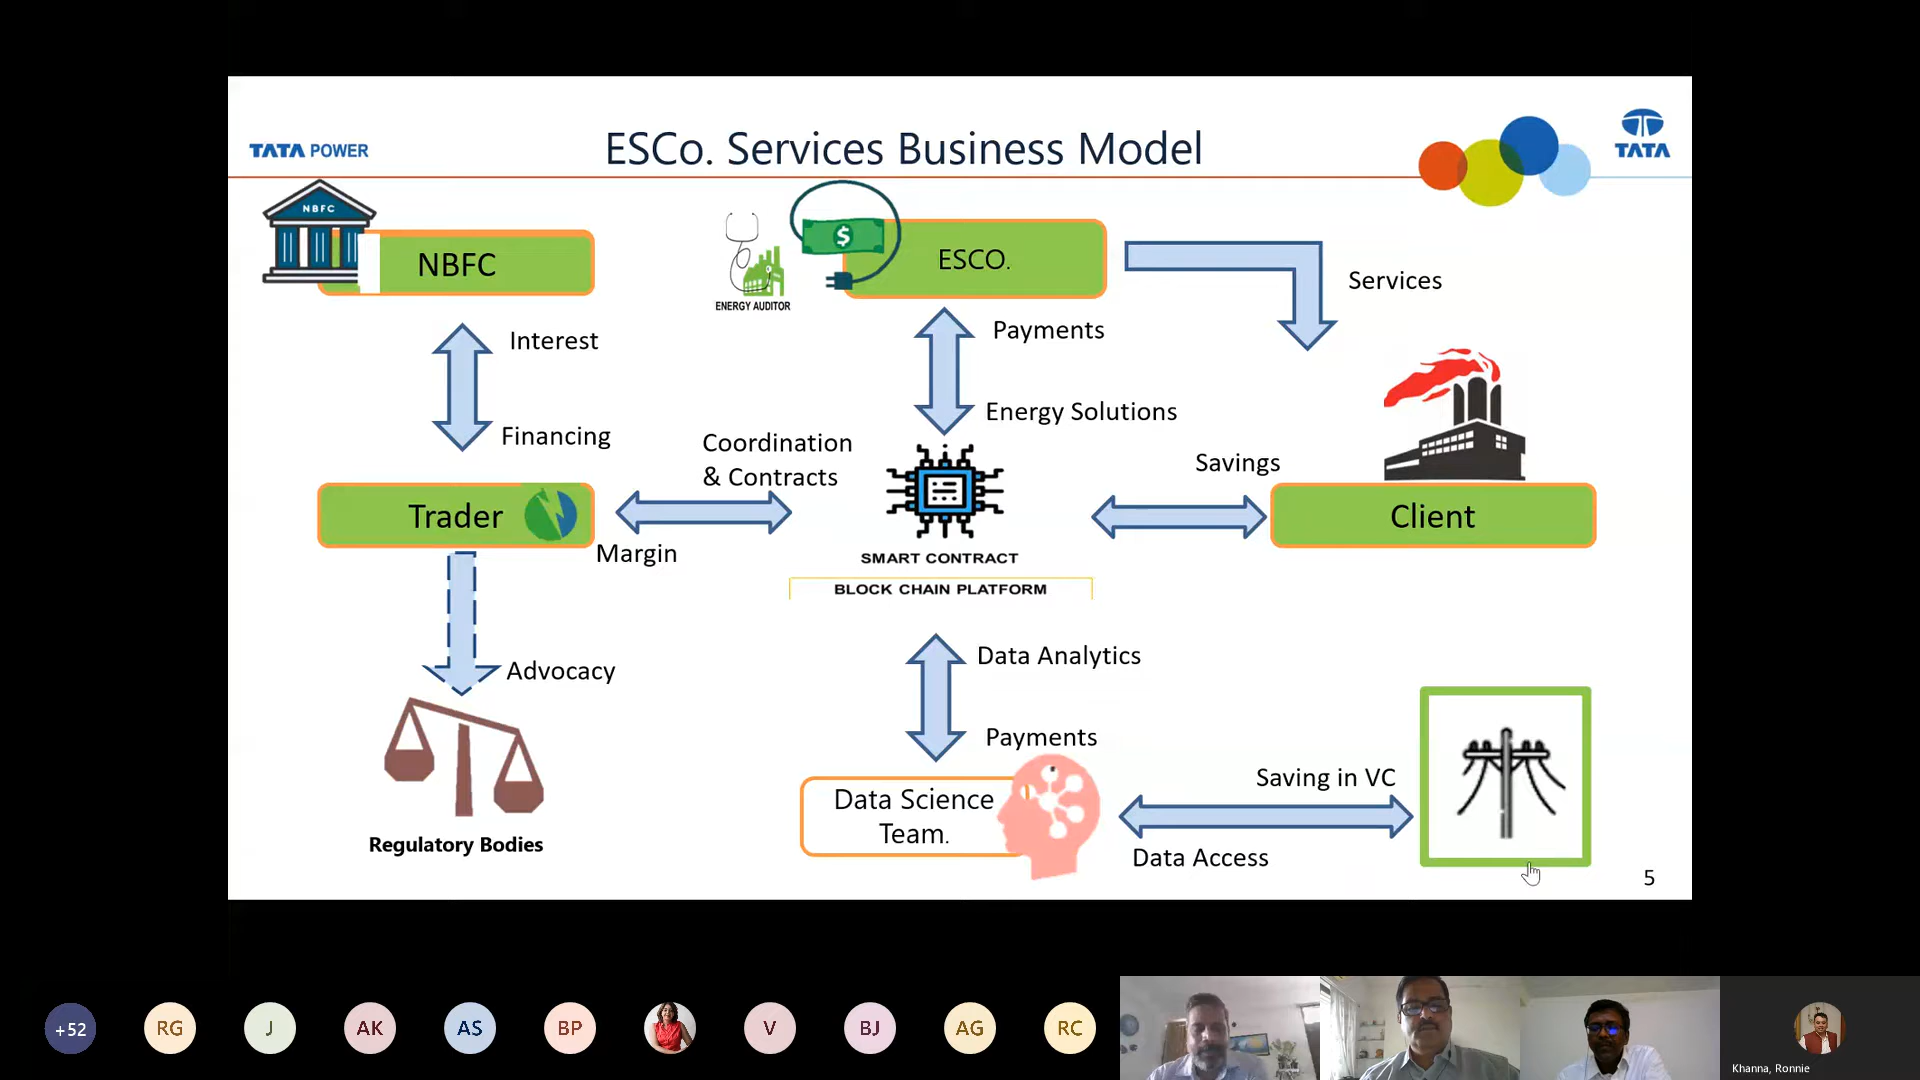 TATA POWER
ESCo. Services Business Model
TATA
NBFC
NBFC
$
ESCO.
ENERGY AUDITOR
Services
Interest
Payments
Financing
Energy Solutions
Coordination
& Contracts
Savings
Trader
Client
Margin
SMART CONTRACT
BLOCK CHAIN PLATFORM
Advocacy
Data Analytics
Payments
Regulatory Bodies
Data Science
Team.
Saving in VC
Data Access
5
+52
RG
J
AK
AS
BP
V
BJ
AG
RC
Khanna, Ronnie